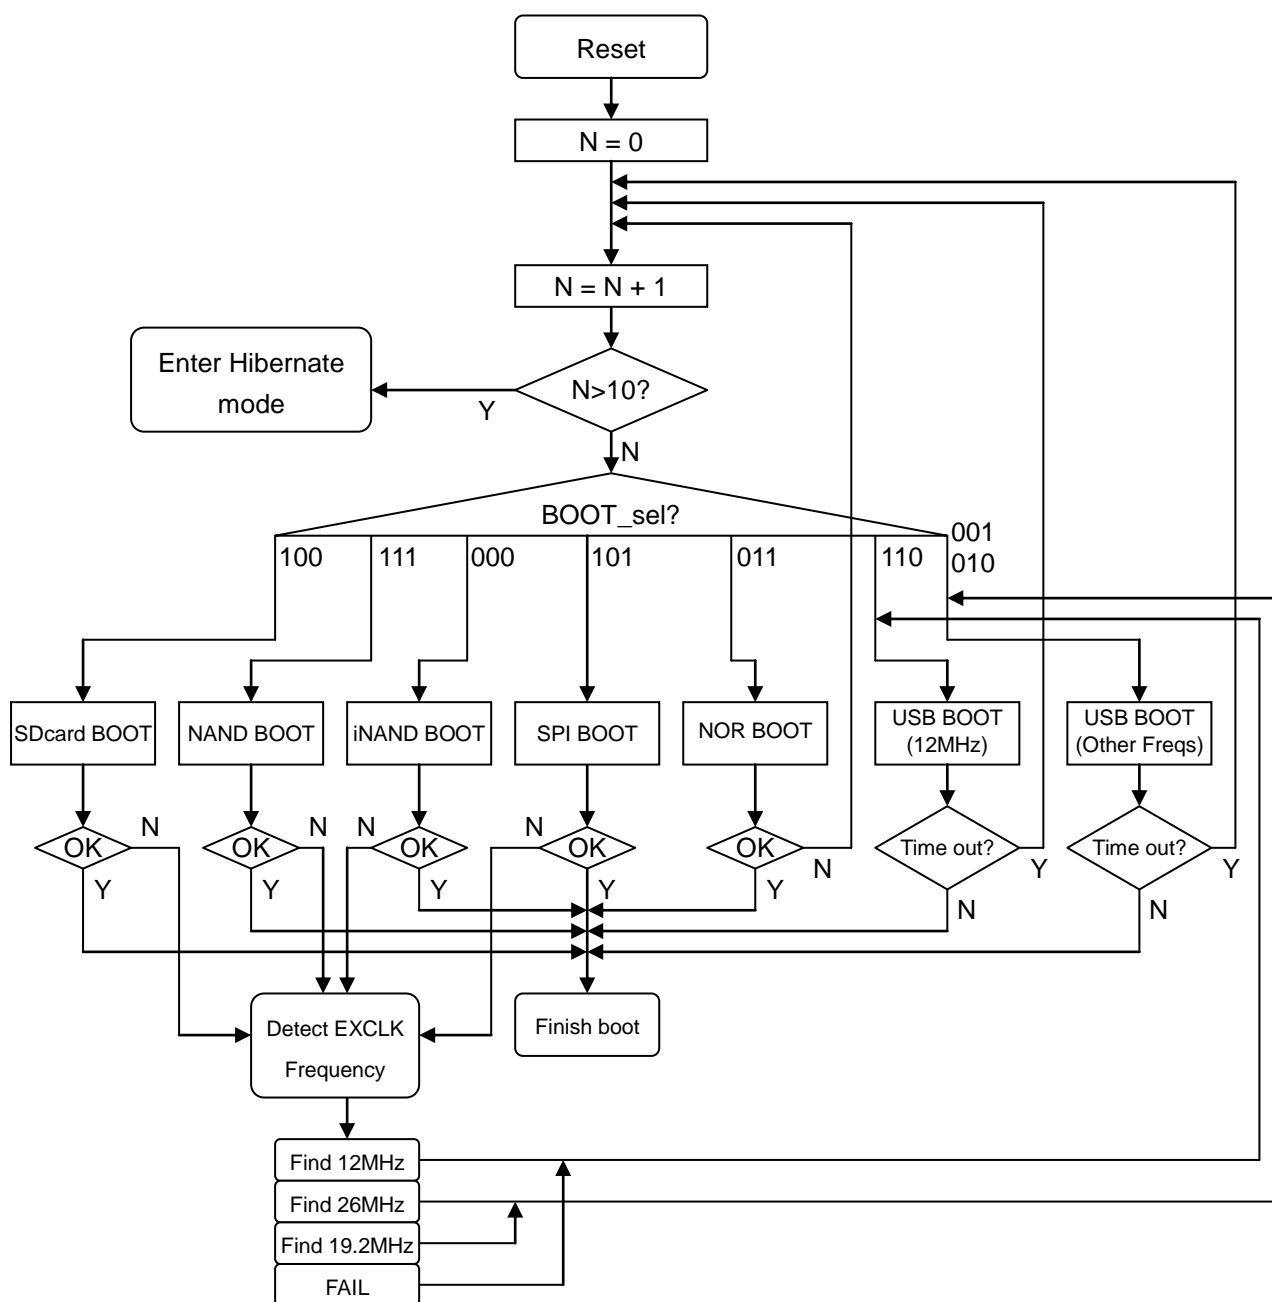 Reset
N = 0
N = N + 1
Enter Hibernate
mode
N>10?
Y
N
BOOT_sel?
100
111
000
101
011
110
001
010
SDcard BOOT
NAND BOOT
iNAND BOOT
SPI BOOT
NOR BOOT
USB BOOT
(12MHz)
USB BOOT
(Other Freqs)
OK
N
Y
OK
N
Y
N
OK
Y
N
OK
Y
OK
N
Y
Time out?
Y
N
Time out?
Y
N
Detect EXCLK
Frequency
Finish boot
Find 12MHz
Find 26MHz
Find 19.2MHz
FAIL